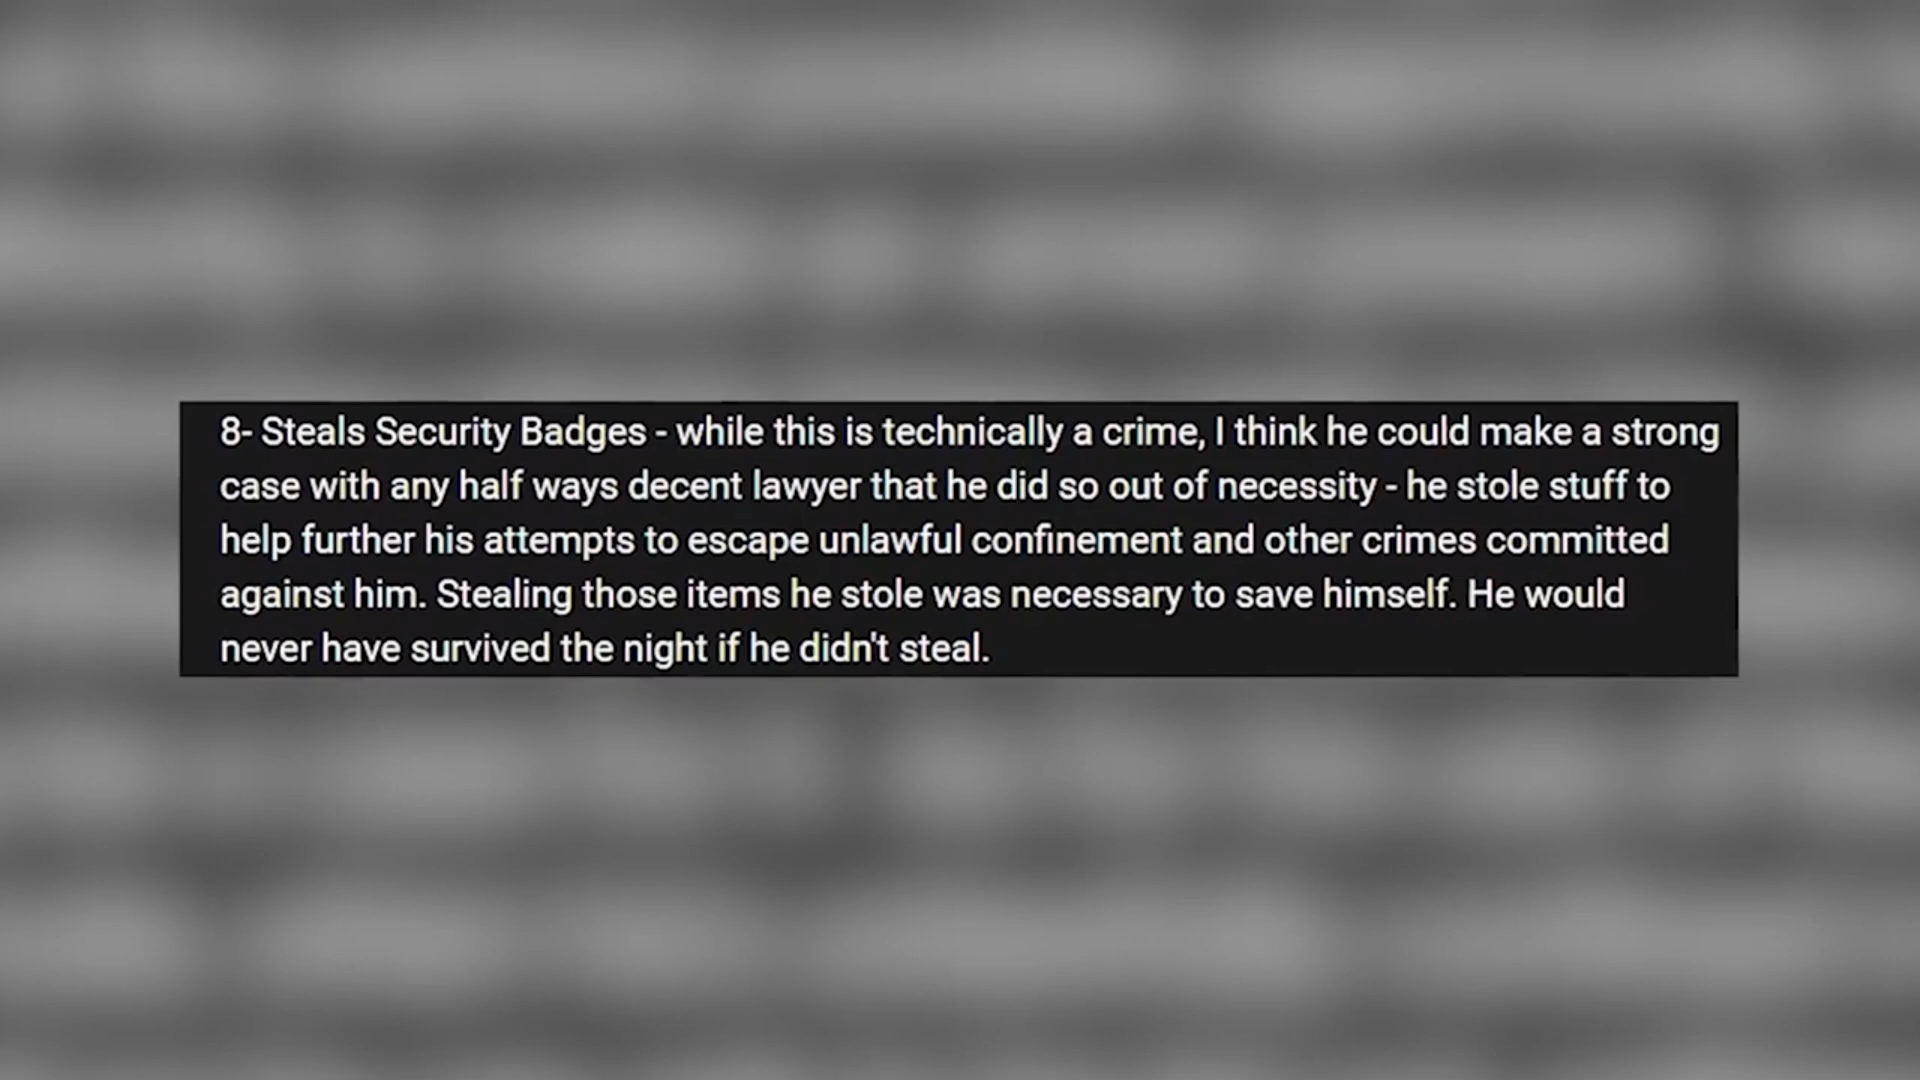 8- Steals Security Badges - while this is technically a crime, I think he could make a strong
case with any half ways decent lawyer that he did so out of necessity - he stole stuff to
help further his attempts to escape unlawful confinement and other crimes committed
against him. Stealing those items he stole was necessary to save himself. He would
never have survived the night if he didn't steal.